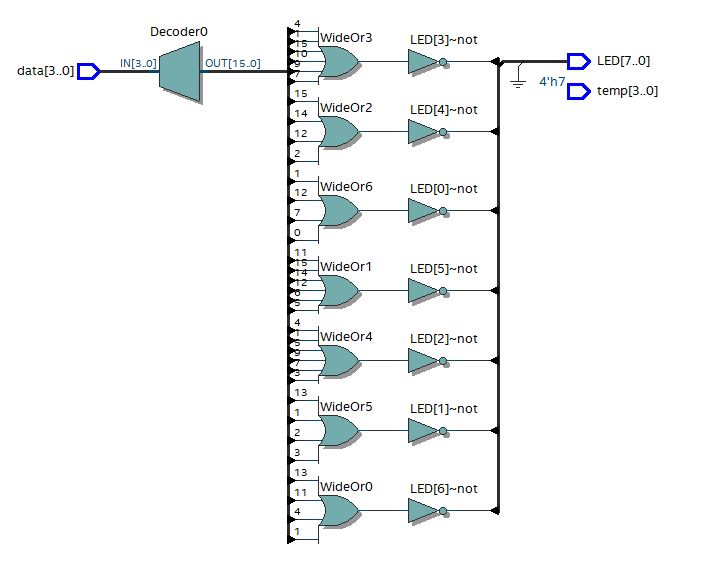 Decoder0
data[3..0]
IN[3..0]
OUT[15..0]
4
1
15
10
9
7
WideOr3
LED[3]~not
15
14
12
2
WideOr2
LED[4]~not
1
12
7
0
WideOr6
LED[0]~not
11
15
14
12
6
5
WideOr1
LED[5]~not
4
1
5
9
7
3
WideOr4
LED[2]~not
13
1
2
3
WideOr5
LED[1]~not
13
11
4
1
WideOr0
LED[6]~not
LED[7..0]
4'h7
temp[3..0]